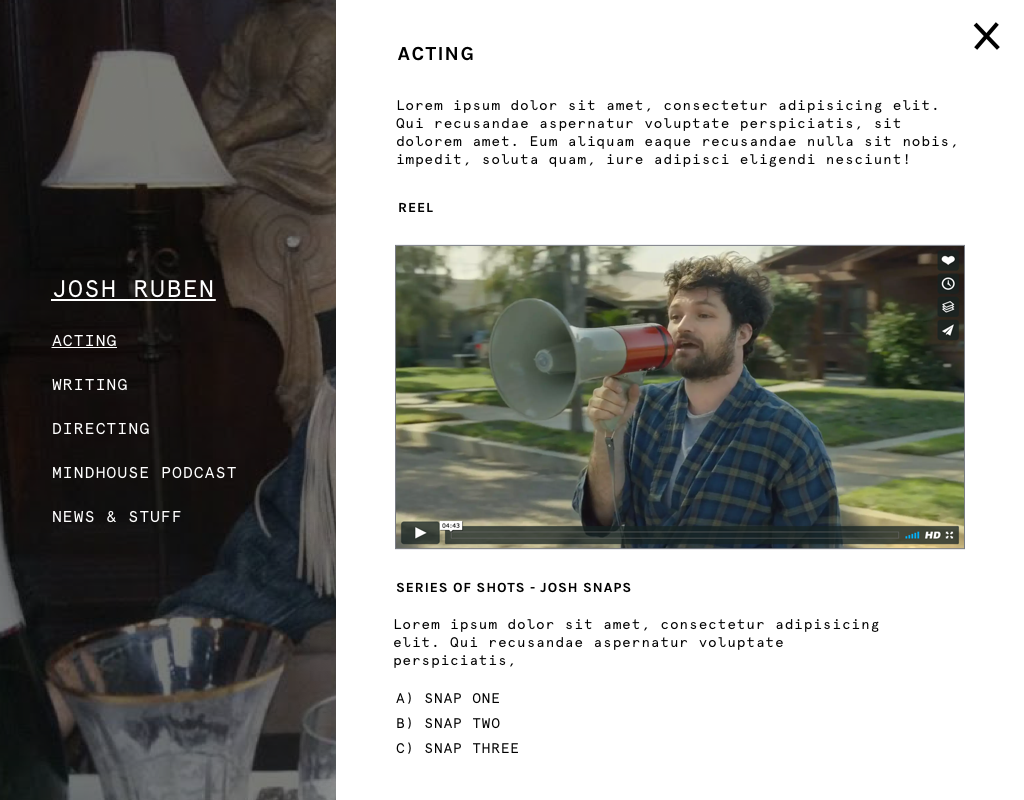 JOSH RUBEN
ACTING
WRITING
DIRECTING
MINDHOUSE PODCAST
NEWS & STUFF
ACTING
Lorem ipsum dolor sit amet, consectetur adipisicing elit.
Qui recusandae aspernatur voluptate perspiciatis, sit
dolorem amet. Eum aliquam eaque recusandae nulla sit nobis,
impedit, soluta quam, iure adipisci eligendi nesciunt!
REEL
04:43
HD
SERIES OF SHOTS - JOSH SNAPS
Lorem ipsum dolor sit amet, consectetur adipisicing
elit. Qui recusandae aspernatur voluptate
perspiciatis,
A) SNAP ONE
B) SNAP TWO
C) SNAP THREE